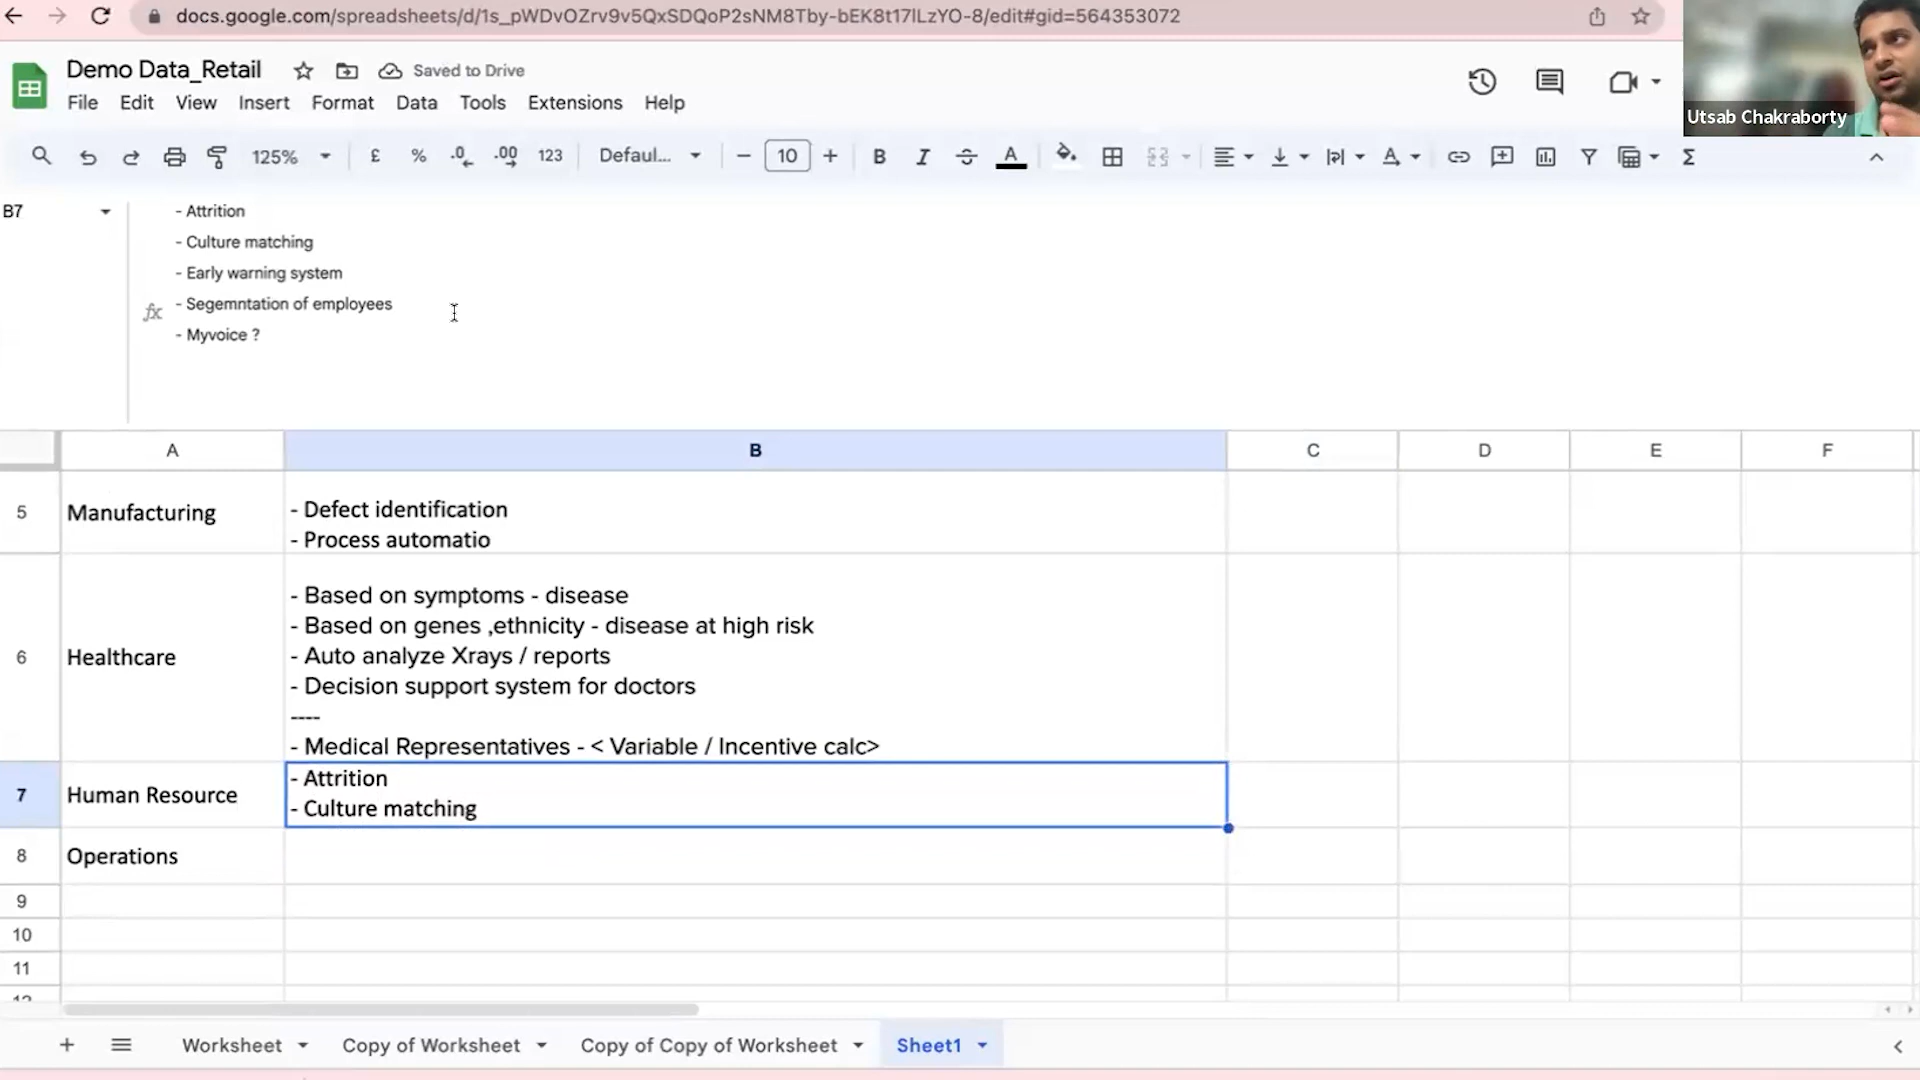 docs.google.com/spreadsheets/d/1s_pWDvOZrv9v5QxSDQoP2sNM8Tby-bEK8t17lLzYO-8/edit#gid=564353072
Demo Data_Retail
Saved to Drive
File Edit View Insert Format Data Tools Extensions Help
Utsab Chakraborty
125% £ % .0 .00 123 Defaul... - 10 + B I A Σ
B7
- Attrition
- Culture matching
- Early warning system
fx
- Segemntation of employees
- Myvoice ?
A B C D E F
5 Manufacturing
- Defect identification
- Process automatio
6 Healthcare
- Based on symptoms - disease
- Based on genes ,ethnicity - disease at high risk
- Auto analyze Xrays / reports
- Decision support system for doctors
----
- Medical Representatives - < Variable / Incentive calc>
7 Human Resource
- Attrition
- Culture matching
8 Operations
9
10
11
12
+ Worksheet Copy of Worksheet Copy of Copy of Worksheet Sheet1